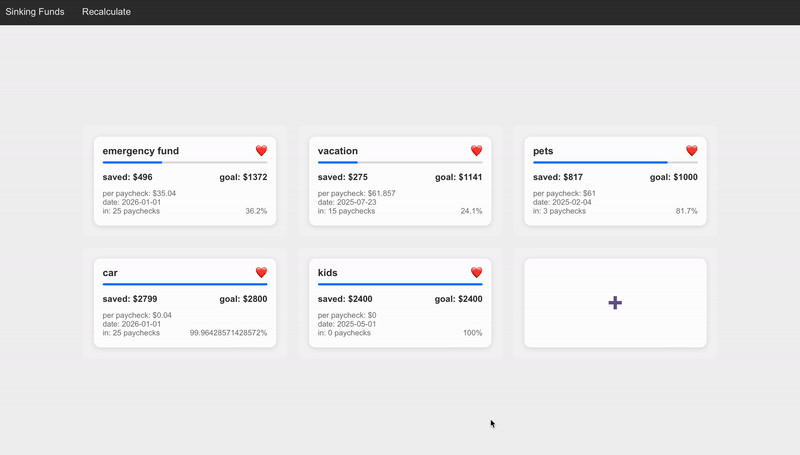 Sinking Funds Recalculate
emergency fund
saved: $496 goal: $1372
per paycheck: $35.04
date: 2026-01-01
in: 25 paychecks 36.2%
vacation
saved: $275 goal: $1141
per paycheck: $61.857
date: 2025-07-23
in: 15 paychecks 24.1%
pets
saved: $817 goal: $1000
per paycheck: $61
date: 2025-02-04
in: 3 paychecks 81.7%
car
saved: $2799 goal: $2800
per paycheck: $0.04
date: 2026-01-01
in: 25 paychecks 99.96428571428572%
kids
saved: $2400 goal: $2400
per paycheck: $0
date: 2025-05-01
in: 0 paychecks 100%
+